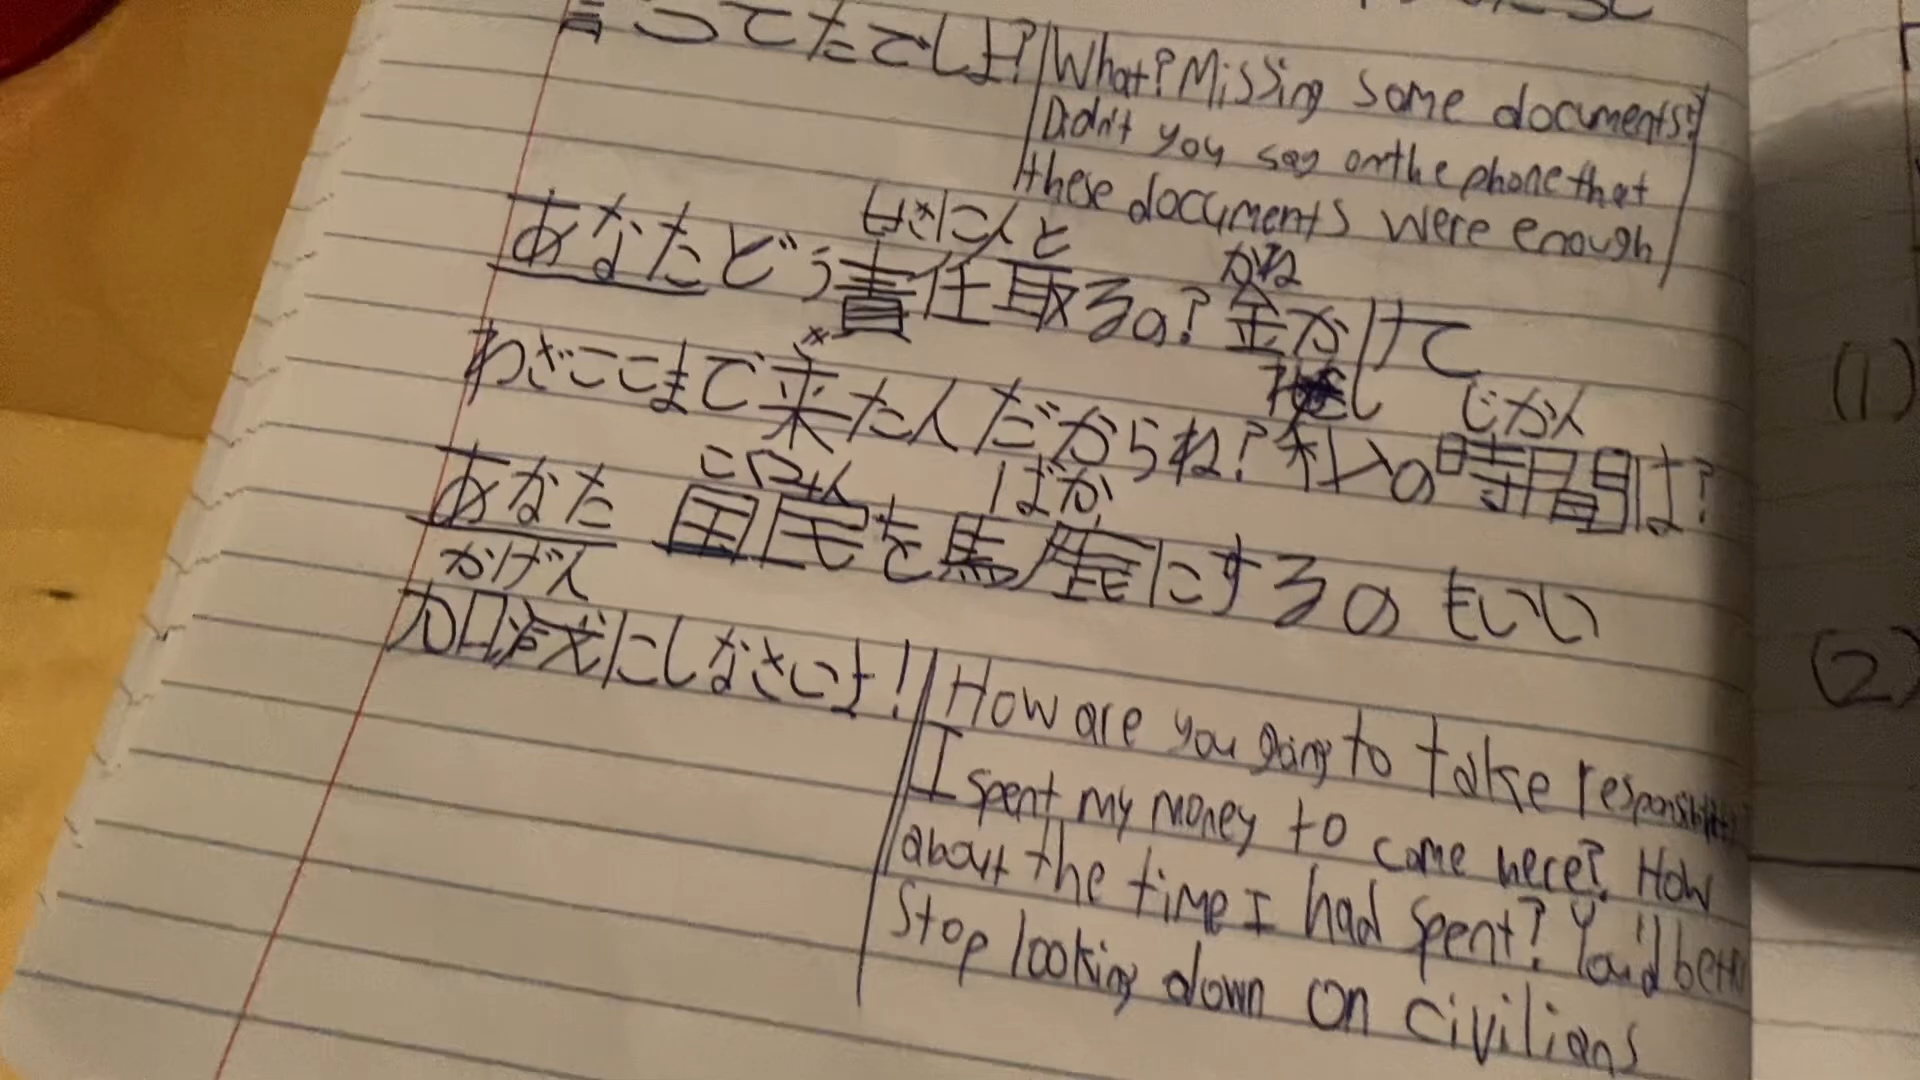 言ってたでしょ?
What? Missing some documents?
Didn't you say on the phone that
these documents were enough
せきにんと
かね
あなたどう責任取るの?金かけて
わざここまで来た人だからね?私の時間は?
じかん
こくみん
ばか
あなた 国民を馬鹿にするのもいい
かげん
加減にしなさいよ!
How are you going to take responsibility
I spent my money to come here? How
about the time I had spent? You'd better
Stop looking down on civilians
(1)
(2)